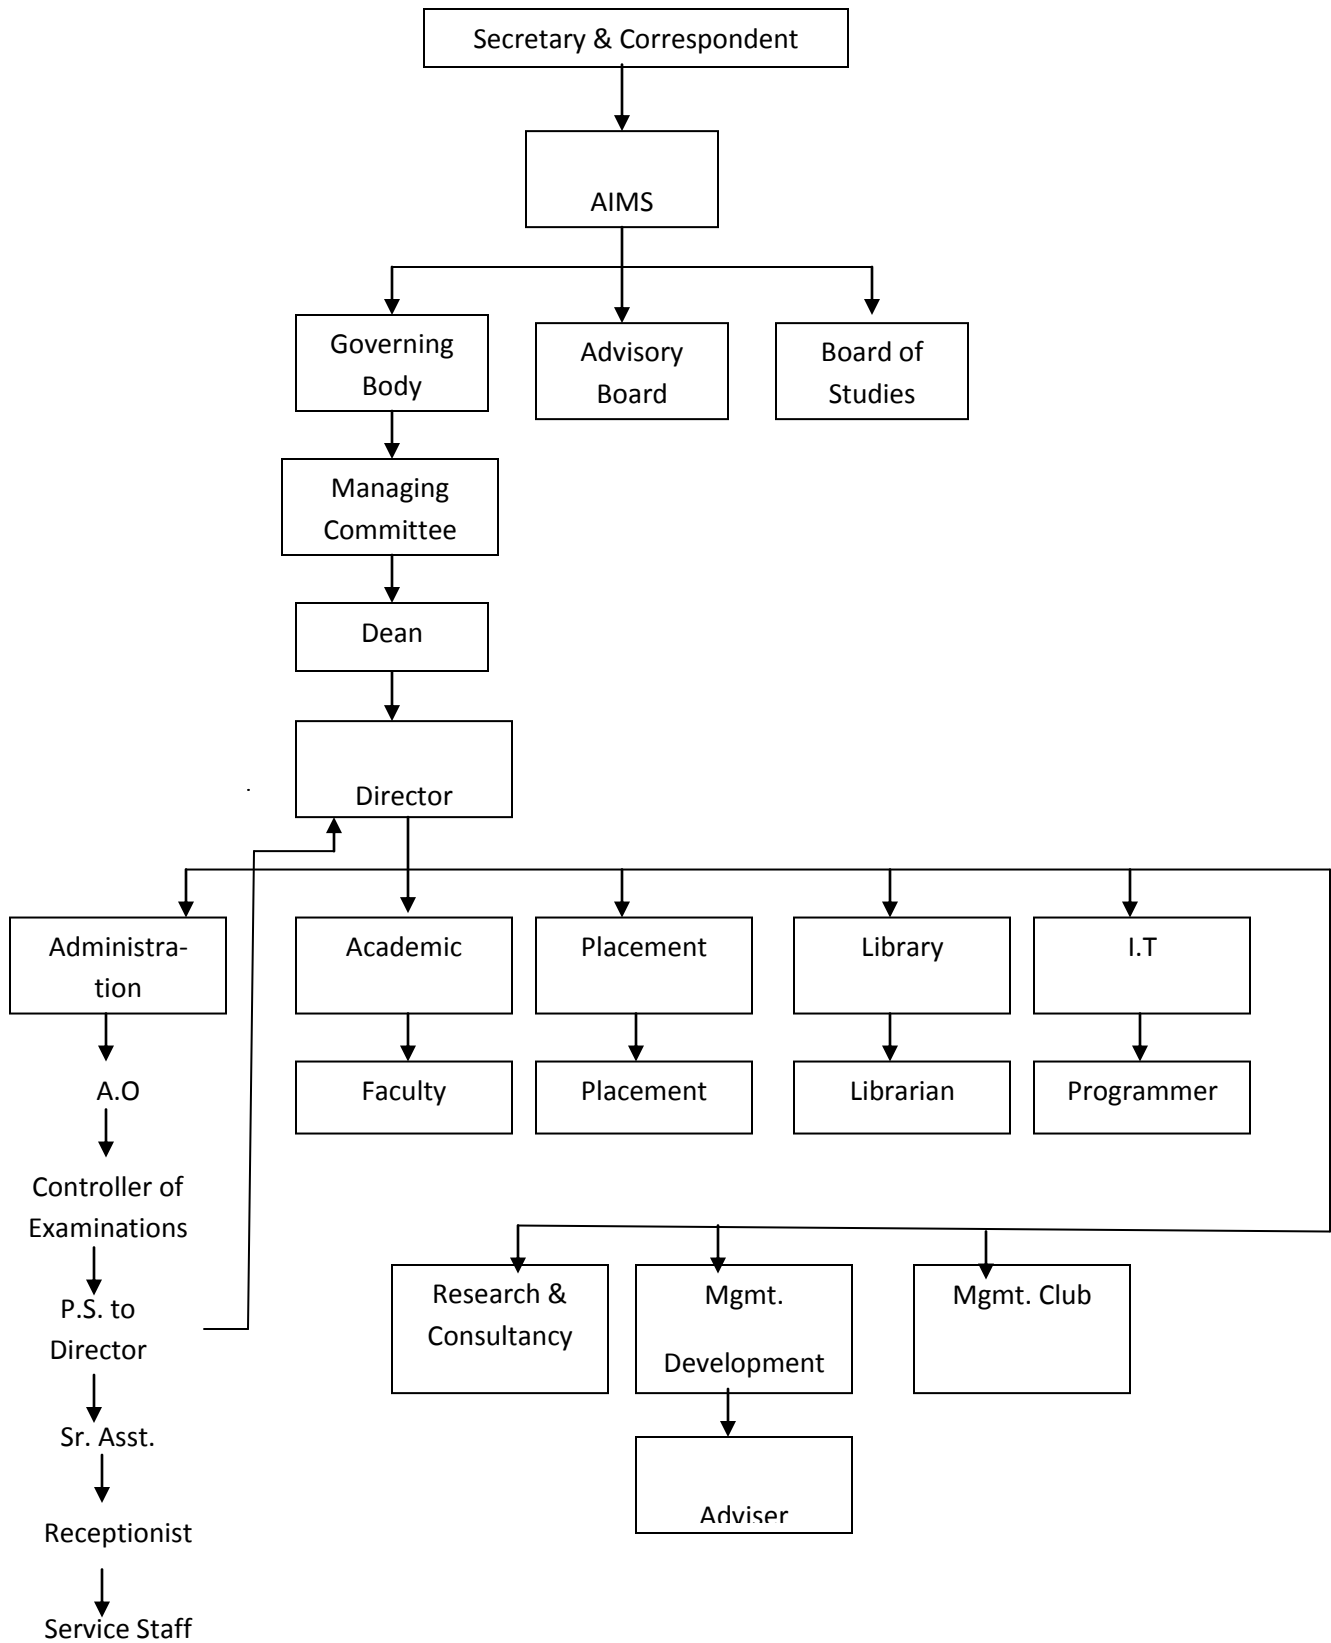 Secretary & Correspondent
AIMS
Governing
Body
Advisory
Board
Board of
Studies
Managing
Committee
Dean
Director
.
Administra-
tion
Academic
Placement
Library
I.T
A.O
Faculty
Placement
Librarian
Programmer
Controller of
Examinations
P.S. to
Director
Sr. Asst.
Receptionist
Service Staff
Research &
Consultancy
Mgmt.
Development
Mgmt. Club
Adviser